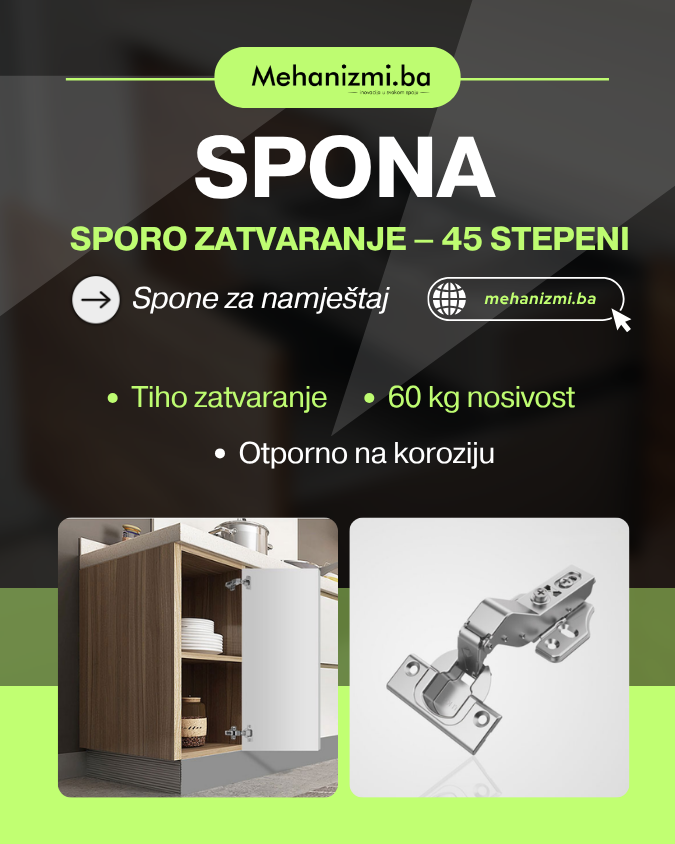 Mehanizmi.ba
inovacija u svakom spoju
SPONA
SPORO ZATVARANJE – 45 STEPENI
Spone za namještaj
mehanizmi.ba
• Tiho zatvaranje • 60 kg nosivost
• Otporno na koroziju